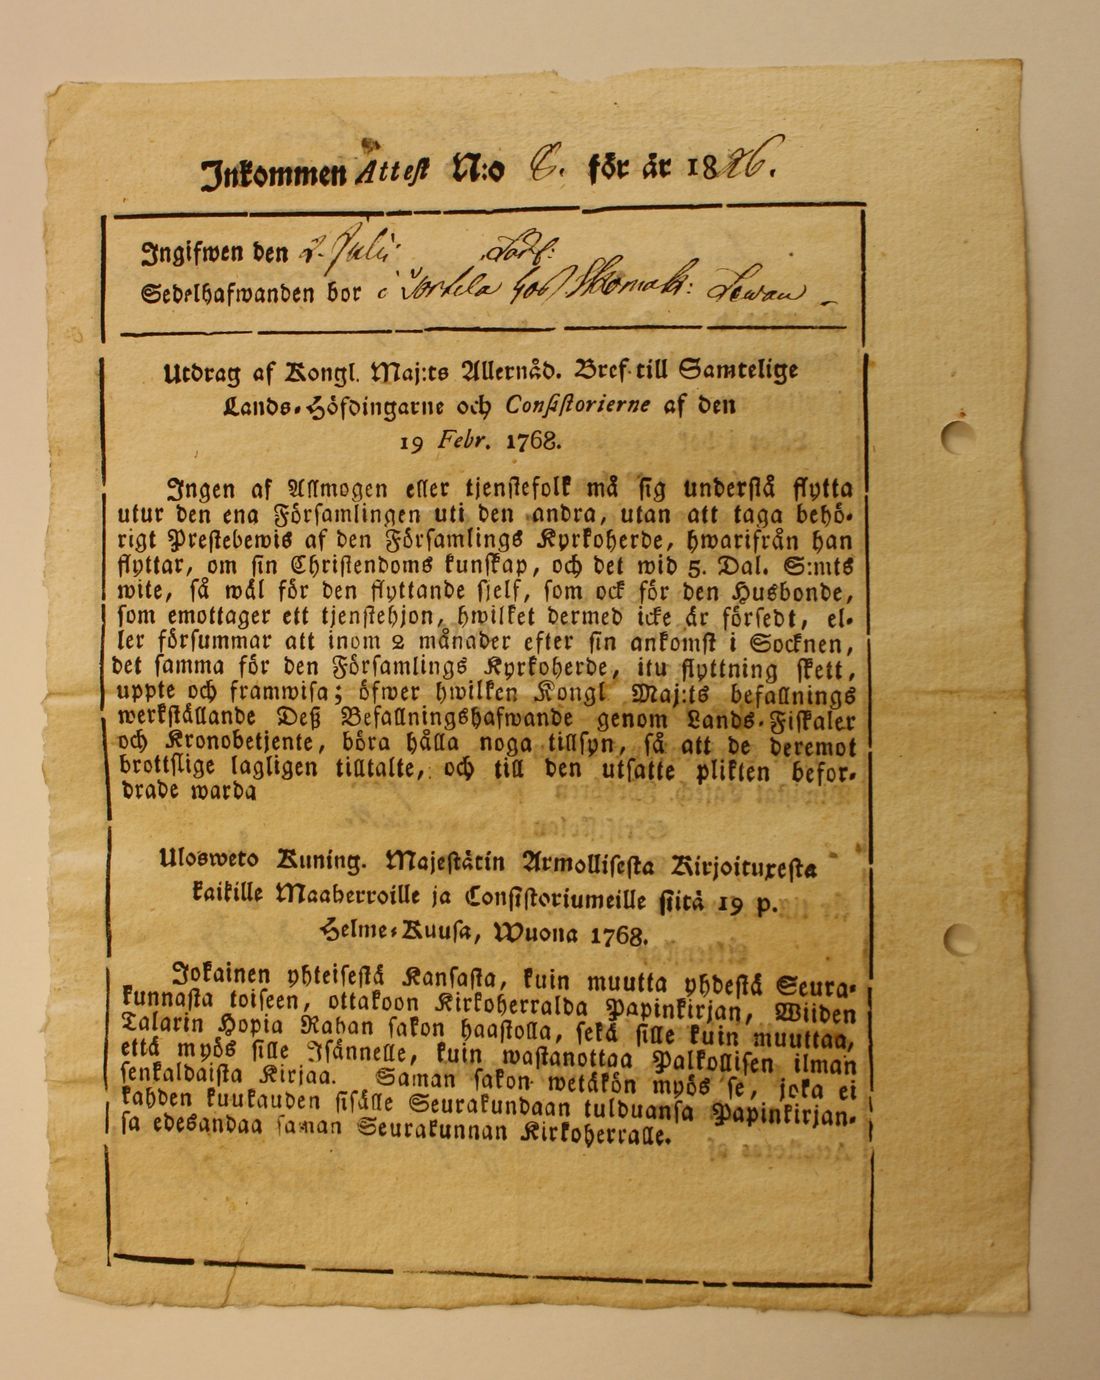 Inkommen Attest N:o 8. för år 1826.
Ingifwen den 2. Julii
Sedelhafwanden bor i hos Skomak:
Utdrag af Kongl. Maj:ts Allernåd. Bref till Samtelige
Lands-Höfdingarne och Consistorierne af den
19 Febr. 1768.
Ingen af Allmogen eller tjenstefolk må sig understå flytta
utur den ena Församlingen uti den andra, utan att taga behö-
rigt Prestebewis af den Församlings Kyrkoherde, hwarifrån han
flyttar, om sin Christendoms kunskap, och det wid 5. Dal. S:mts
wite, så wäl för den flyttande sjelf, som ock för den Husbonde,
som emottager ett tjenstehjon, hwilket dermed icke är försedt, el-
ler försummar att inom 2 månader efter sin ankomst i Socknen,
det samma för den Församlings Kyrkoherde, itu flyttning skett,
uppte och framwisa; öfwer hwilken Kongl Maj:ts befallnings
werkställande Deß Befallningshafwande genom Lands-Fiskaler
och Kronobetjente, böra hålla noga tillsyn, så att de deremot
brottslige lagligen tilltalte, och till den utsatte plikten befor-
drade warda
Ulosweto Kuning. Majestätin Armollisesta Kirjoituxesta
kaikille Maaherroille ja Consistoriumeille siitä 19 p.
Helme-Kuusa, Wuona 1768.
Jokainen yhteisestä Kansasta, kuin muutta yhdestä Seura-
kunnasta toiseen, ottakoon Kirkoherralda Papinkirjan, Wiiden
Talarin Hopia Rahan sakon haastolla, sekä sille kuin muuttaa,
että myös sille Isännelle, kuin wastanottaa Palkollisen ilman
senkaldaista Kirjaa. Saman sakon wetäkön myös se, joka ei
kahden kuukauden sisälle Seurakundaan tulduansa Papinkirjan-
sa edesandaa saman Seurakunnan Kirkoherralle.